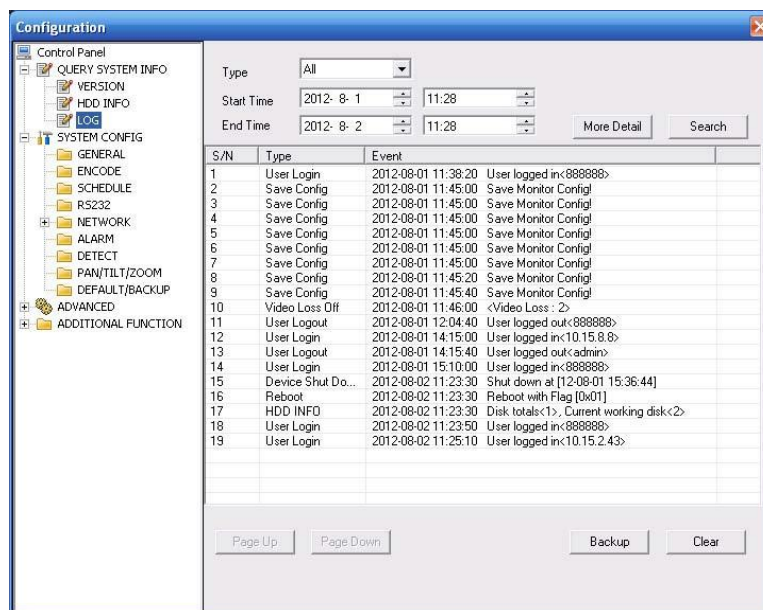 Configuration
Control Panel
QUERY SYSTEM INFO
VERSION
HDD INFO
LOG
SYSTEM CONFIG
GENERAL
ENCODE
SCHEDULE
RS232
NETWORK
ALARM
DETECT
PAN/TILT/ZOOM
DEFAULT/BACKUP
ADVANCED
ADDITIONAL FUNCTION
Type All
Start Time 2012- 8- 1 11:28
End Time 2012- 8- 2 11:28 More Detail Search
S/N Type Event
1 User Login 2012-08-01 11:38:20 User logged in<888888>
2 Save Config 2012-08-01 11:45:00 Save Monitor Config!
3 Save Config 2012-08-01 11:45:00 Save Monitor Config!
4 Save Config 2012-08-01 11:45:00 Save Monitor Config!
5 Save Config 2012-08-01 11:45:00 Save Monitor Config!
6 Save Config 2012-08-01 11:45:00 Save Monitor Config!
7 Save Config 2012-08-01 11:45:00 Save Monitor Config!
8 Save Config 2012-08-01 11:45:20 Save Monitor Config!
9 Save Config 2012-08-01 11:45:40 Save Monitor Config!
10 Video Loss Off 2012-08-01 11:46:00 <Video Loss : 2>
11 User Logout 2012-08-01 12:04:40 User logged out<888888>
12 User Login 2012-08-01 14:15:00 User logged in<10.15.8.8>
13 User Logout 2012-08-01 14:15:40 User logged out<admin>
14 User Login 2012-08-01 15:10:00 User logged in<888888>
15 Device Shut Do... 2012-08-02 11:23:30 Shut down at [12-08-01 15:36:44]
16 Reboot 2012-08-02 11:23:30 Reboot with Flag [0x01]
17 HDD INFO 2012-08-02 11:23:30 Disk totals<1>, Current working disk<2>
18 User Login 2012-08-02 11:23:50 User logged in<888888>
19 User Login 2012-08-02 11:25:10 User logged in<10.15.2.43>
Page Up Page Down Backup Clear